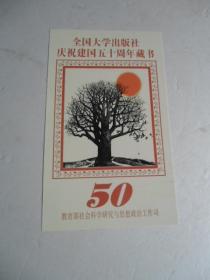 全国大学出版社
庆祝建国五十周年藏书
50
教育部社会科学研究与思想政治工作司